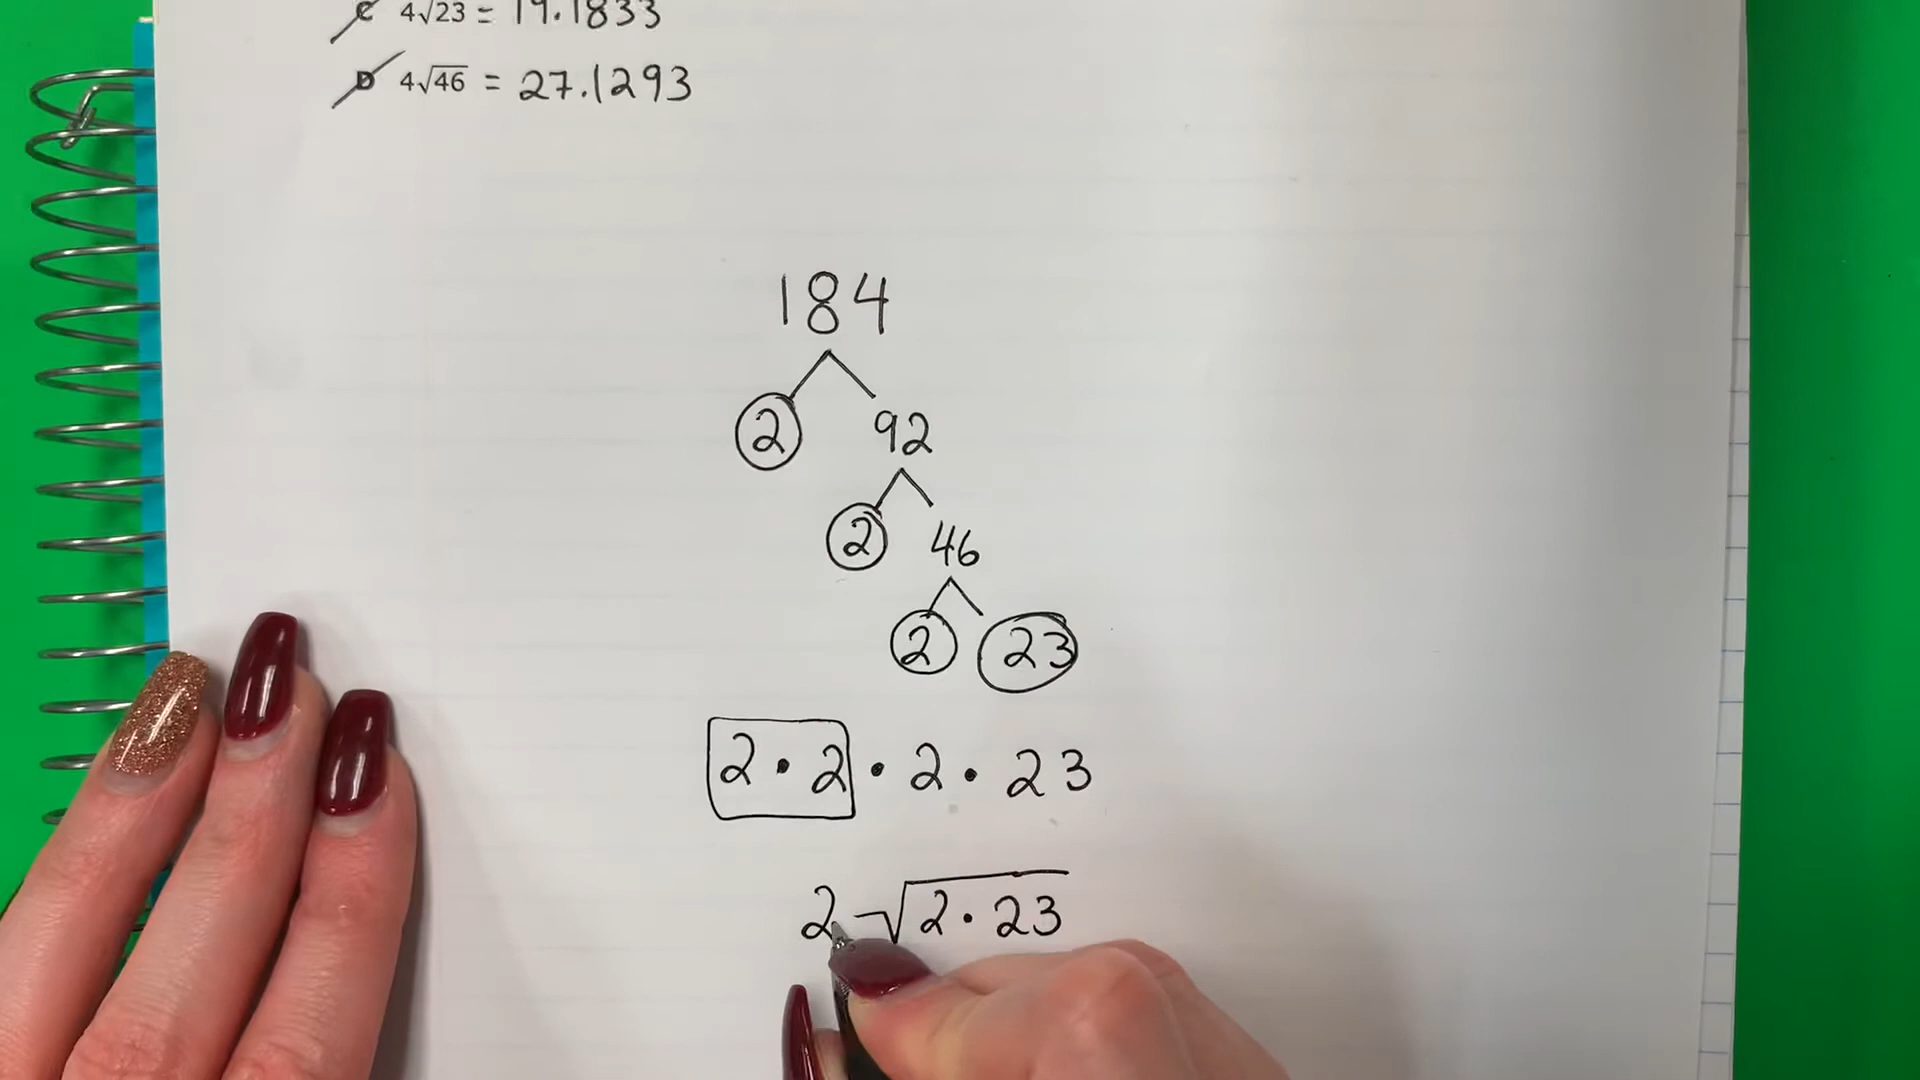 C 4√23 = 19.1833
D 4√46 = 27.1293
184
2 92
2 46
2 23
2 • 2 • 2 • 23
2 √2 • 23